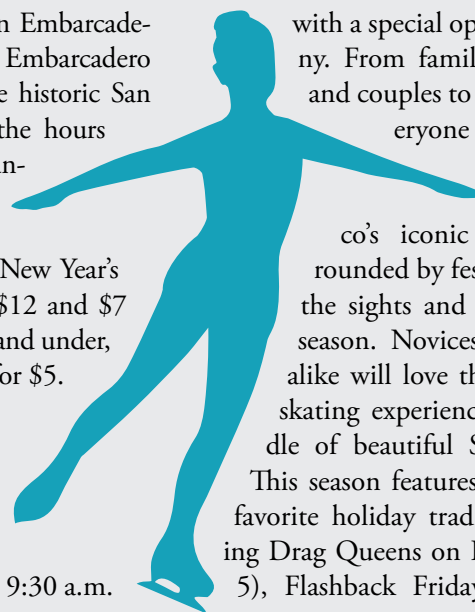 n Embarcade-
Embarcadero
e historic San
the hours
in-
New Year's
$12 and $7
and under,
for $5.
9:30 a.m.
with a special op
ny. From famil
and couples to
eryone
co's iconic
rounded by fes
the sights and
season. Novices
alike will love th
skating experienc
dle of beautiful S
This season features
favorite holiday trad
ing Drag Queens on I
5), Flashback Friday